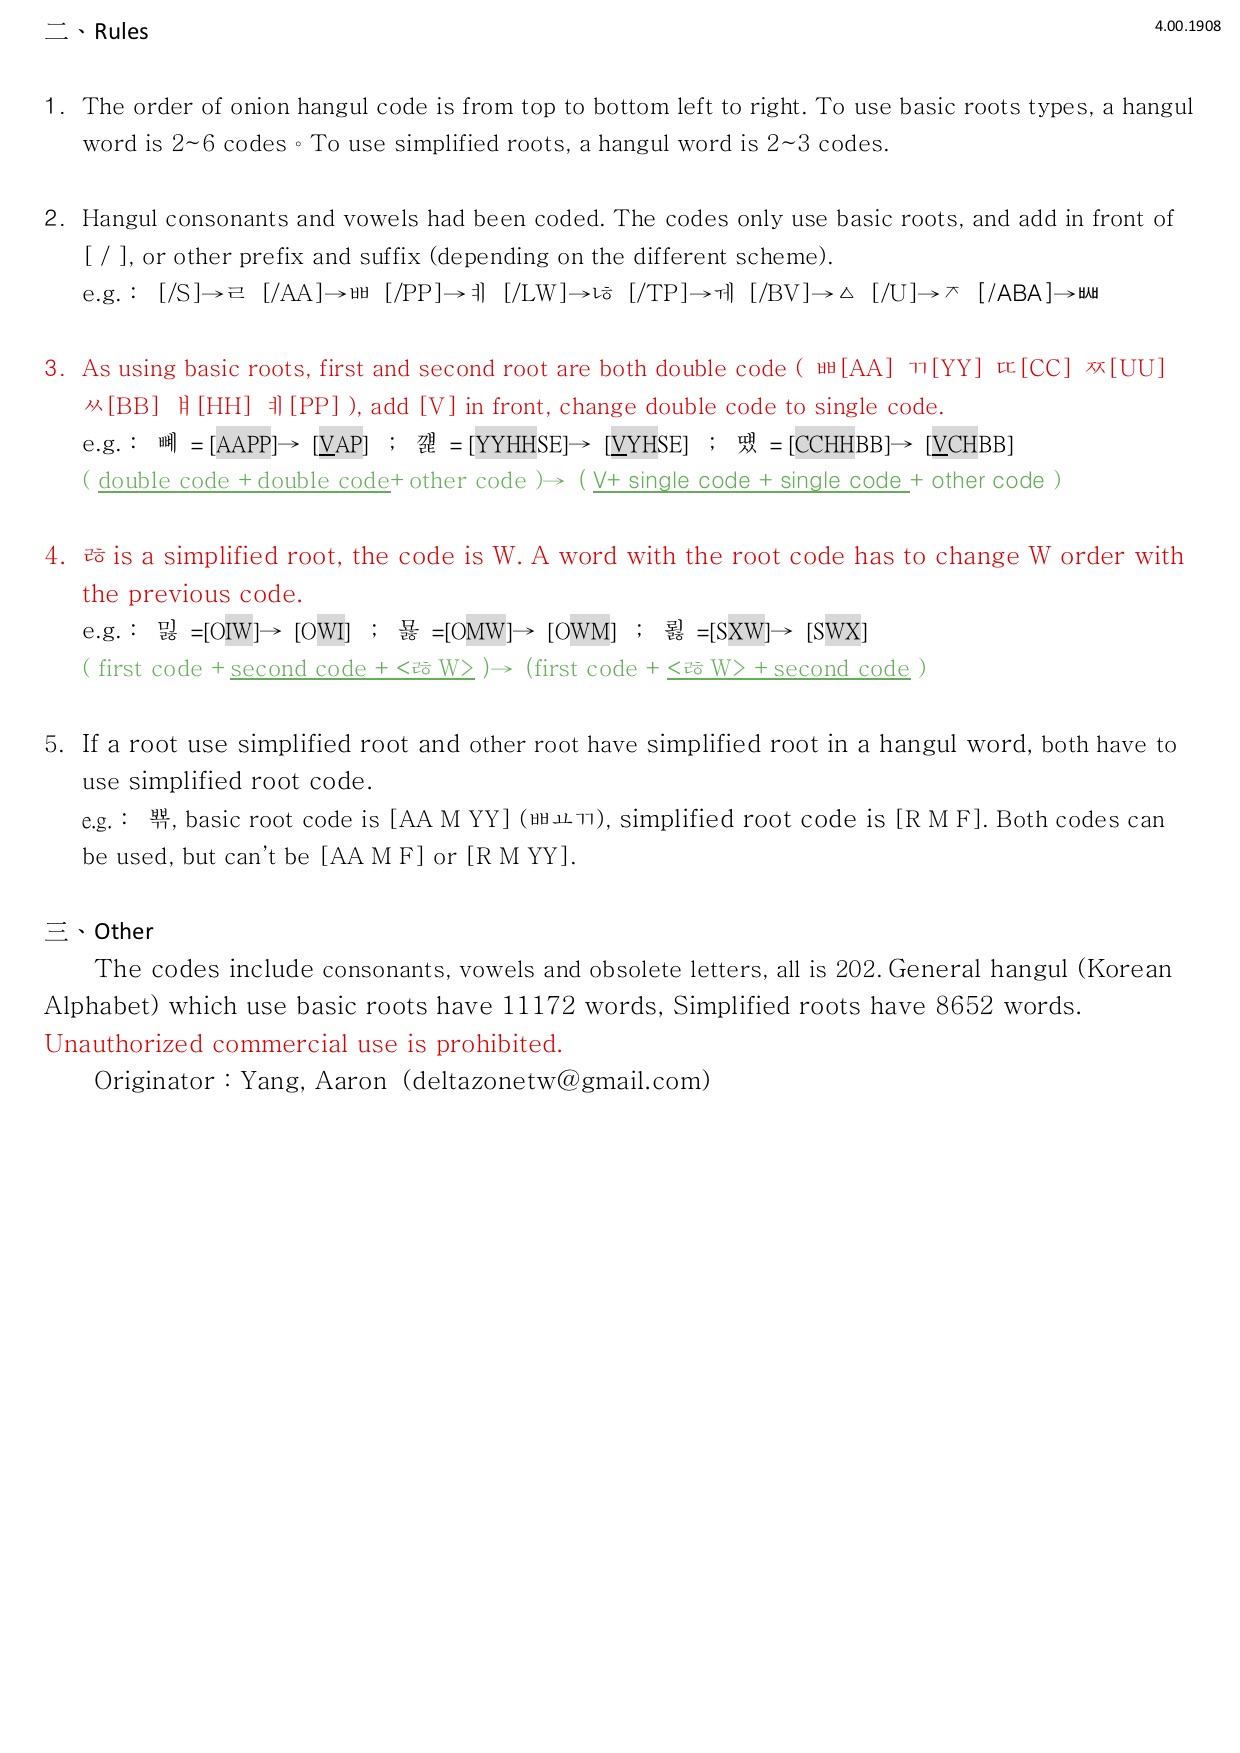 二、Rules
4.00.1908
1. The order of onion hangul code is from top to bottom left to right. To use basic roots types, a hangul
word is 2~6 codes。To use simplified roots, a hangul word is 2~3 codes.
2. Hangul consonants and vowels had been coded. The codes only use basic roots, and add in front of
[ / ], or other prefix and suffix (depending on the different scheme).
e.g.： [/S]→ㄹ [/AA]→ㅃ [/PP]→ㅖ [/LW]→ㄶ [/TP]→ㅞ [/BV]→ㅿ [/U]→ㅈ [/ABA]→ㅴ
3. As using basic roots, first and second root are both double code ( ㅃ[AA] ㄲ[YY] ㄸ[CC] ㅉ[UU]
ㅆ[BB] ㅒ[HH] ㅖ[PP] ), add [V] in front, change double code to single code.
e.g.：뼤 = [AAPP]→ [VAP] ； 꺭 = [YYHHSE]→ [VYHSE] ； 떘 = [CCHHBB]→ [VCHBB]
( double code + double code+ other code )→ ( V+ single code + single code + other code )
4. ㅀ is a simplified root, the code is W. A word with the root code has to change W order with
the previous code.
e.g.： 밇 =[OIW]→ [OWI] ； 묧 =[OMW]→ [OWM] ； 뤓 =[SXW]→ [SWX]
( first code + second code + <ㅀ W> )→ (first code + <ㅀ W> + second code )
5. If a root use simplified root and other root have simplified root in a hangul word, both have to
use simplified root code.
e.g.： 뾲, basic root code is [AA M YY] (ㅃㅛㄲ), simplified root code is [R M F]. Both codes can
be used, but can't be [AA M F] or [R M YY].
三、Other
The codes include consonants, vowels and obsolete letters, all is 202. General hangul (Korean
Alphabet) which use basic roots have 11172 words, Simplified roots have 8652 words.
Unauthorized commercial use is prohibited.
Originator：Yang, Aaron (deltazonetw@gmail.com)